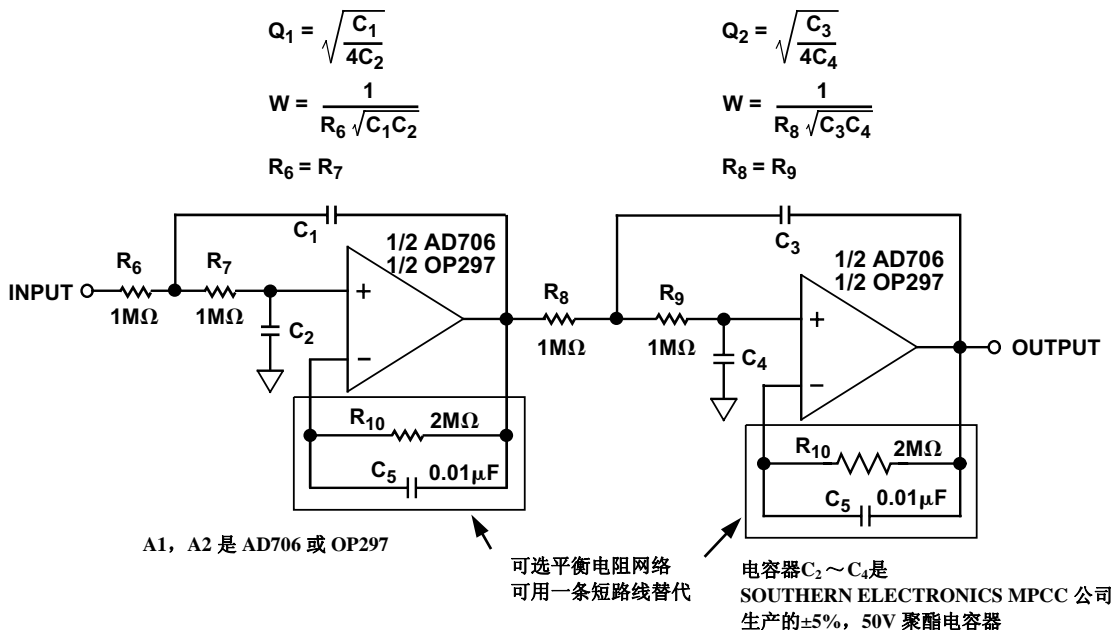 Q₁ = √(C₁/4C₂)
Q₂ = √(C₃/4C₄)
W = 1/(R₆ √(C₁C₂))
W = 1/(R₈ √(C₃C₄))
R₆ = R₇
R₈ = R₉
C₁
1/2 AD706
1/2 OP297
R₆
R₇
INPUT
1MΩ
1MΩ
C₂
+
−
R₁₀
2MΩ
C₅
0.01µF
C₃
1/2 AD706
1/2 OP297
R₈
R₉
1MΩ
1MΩ
C₄
+
−
OUTPUT
R₁₀
2MΩ
C₅
0.01µF
A1，A2 是 AD706 或 OP297
可选平衡电阻网络
可用一条短路线替代
电容器C₂～C₄是
SOUTHERN ELECTRONICS MPCC 公司
生产的±5%，50V 聚酯电容器